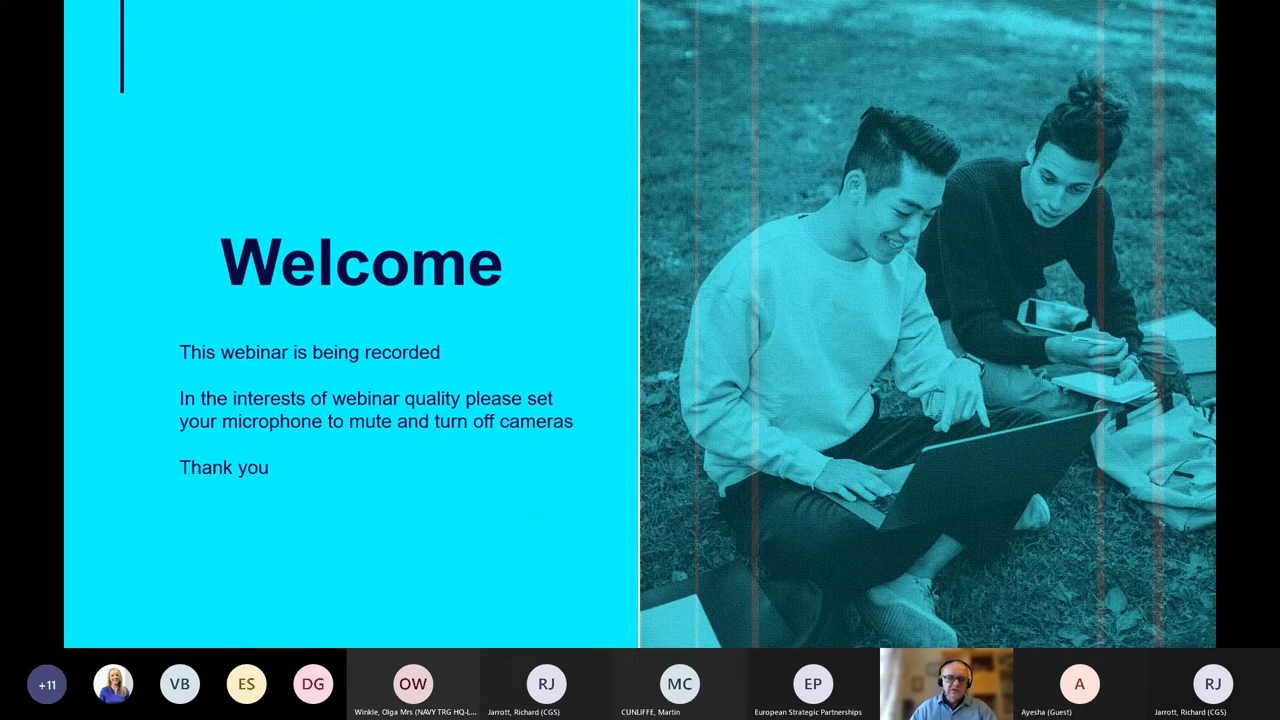 Welcome
This webinar is being recorded
In the interests of webinar quality please set
your microphone to mute and turn off cameras
Thank you
+11
VB
ES
DG
OW
Winkle, Olga Mrs (NAVY TRG HQ-L...
RJ
Jarrott, Richard (CGS)
MC
CUNLIFFE, Martin
EP
European Strategic Partnerships
A
Ayesha (Guest)
RJ
Jarrott, Richard (CGS)